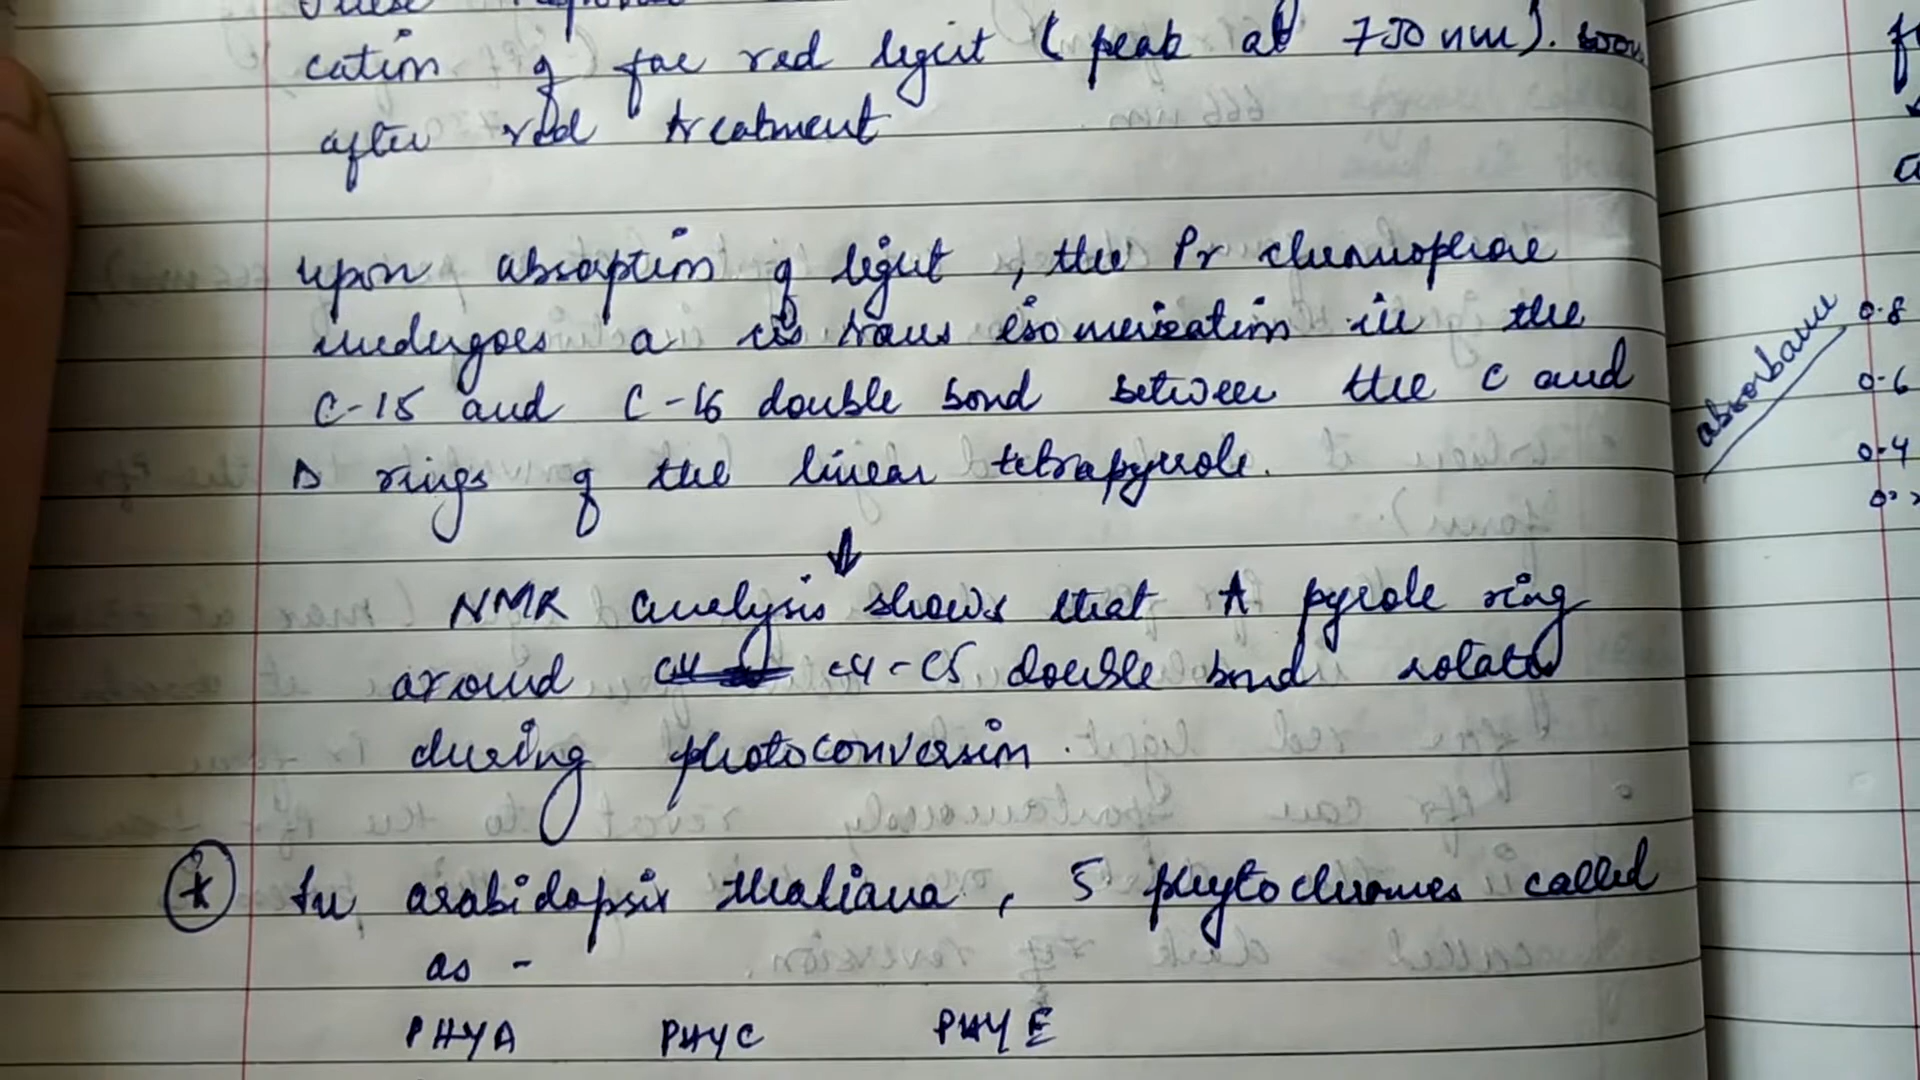 cation of far red light (peak at 730 nm). soon
after red treatment
upon absorption of light, the Pr chromophore
undergoes a cis trans isomerization in the
C-15 and C-16 double bond between the C and
D rings of the linear tetrapyrrole.
↓
NMR analysis shows that A pyrole ring
around C4-C5 double bond rotates
during photoconversion.
* In arabidopsis thaliana, 5 phytochromes called
as -
PHYA PHYC PHYE
absorbance
0.8
0.6
0.4